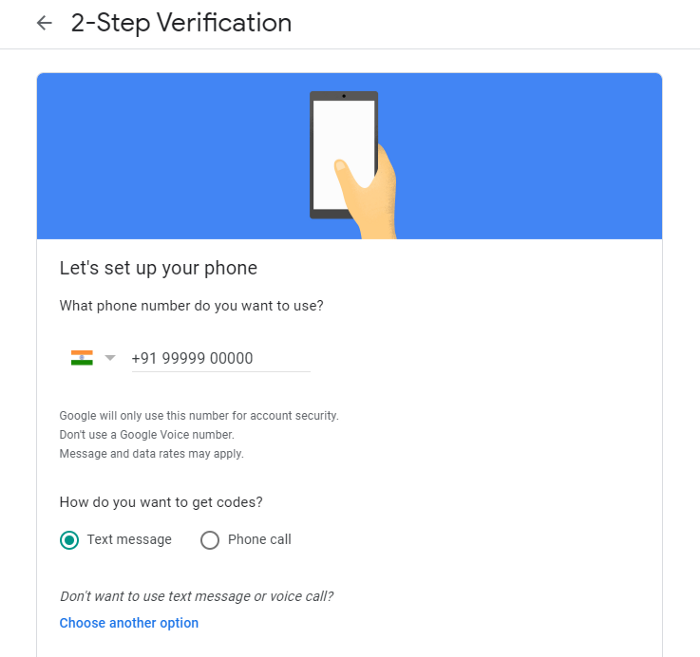 2-Step Verification
Let's set up your phone
What phone number do you want to use?
+91 99999 00000
Google will only use this number for account security.
Don't use a Google Voice number.
Message and data rates may apply.
How do you want to get codes?
Text message Phone call
Don't want to use text message or voice call?
Choose another option